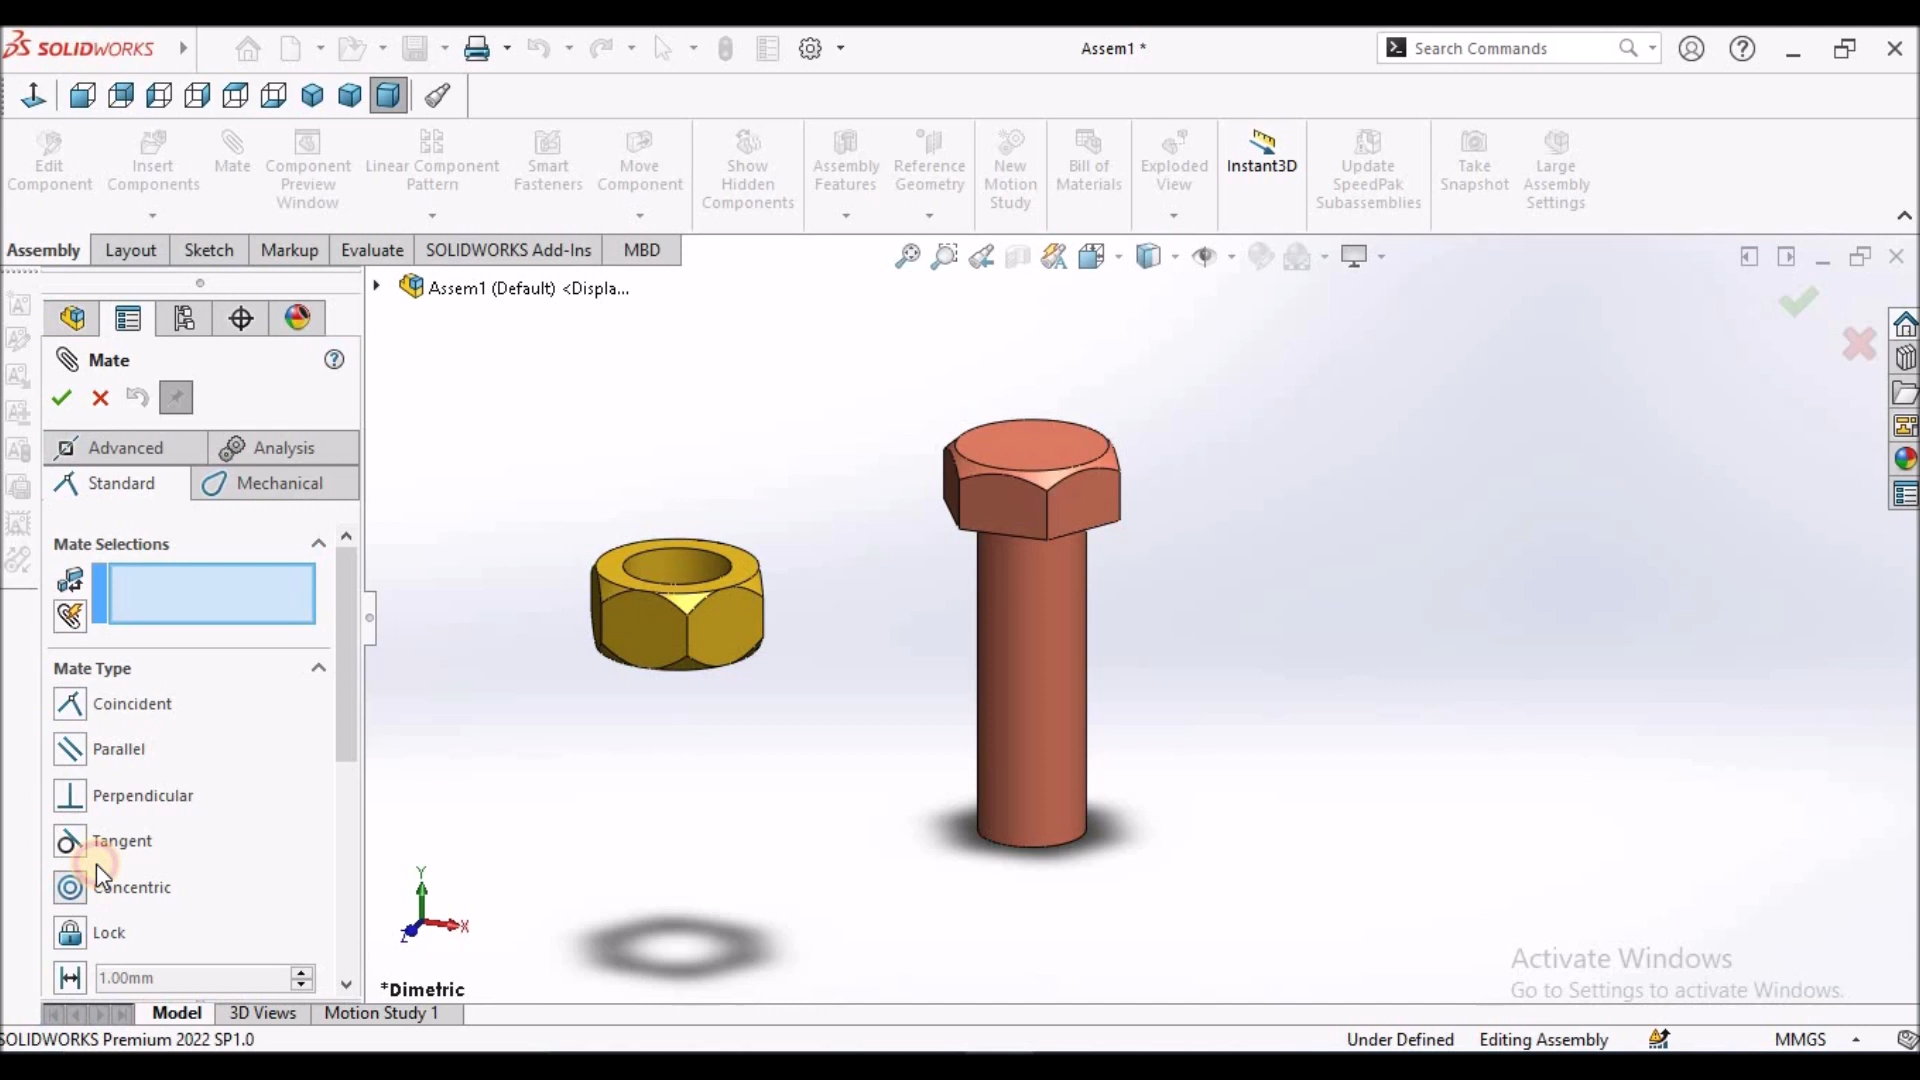 SOLIDWORKS
Assem1 *
Search Commands
Edit Component
Insert Components
Mate
Component Preview Window
Linear Component Pattern
Smart Fasteners
Move Component
Show Hidden Components
Assembly Features
Reference Geometry
New Motion Study
Bill of Materials
Exploded View
Instant3D
Update SpeedPak Subassemblies
Take Snapshot
Large Assembly Settings
Assembly
Layout
Sketch
Markup
Evaluate
SOLIDWORKS Add-Ins
MBD
Assem1 (Default) <Displa...
Mate
Advanced
Analysis
Standard
Mechanical
Mate Selections
Mate Type
Coincident
Parallel
Perpendicular
Tangent
Concentric
Lock
1.00mm
Y
X
Z
*Dimetric
Activate Windows
Go to Settings to activate Windows.
Model
3D Views
Motion Study 1
SOLIDWORKS Premium 2022 SP1.0
Under Defined
Editing Assembly
MMGS